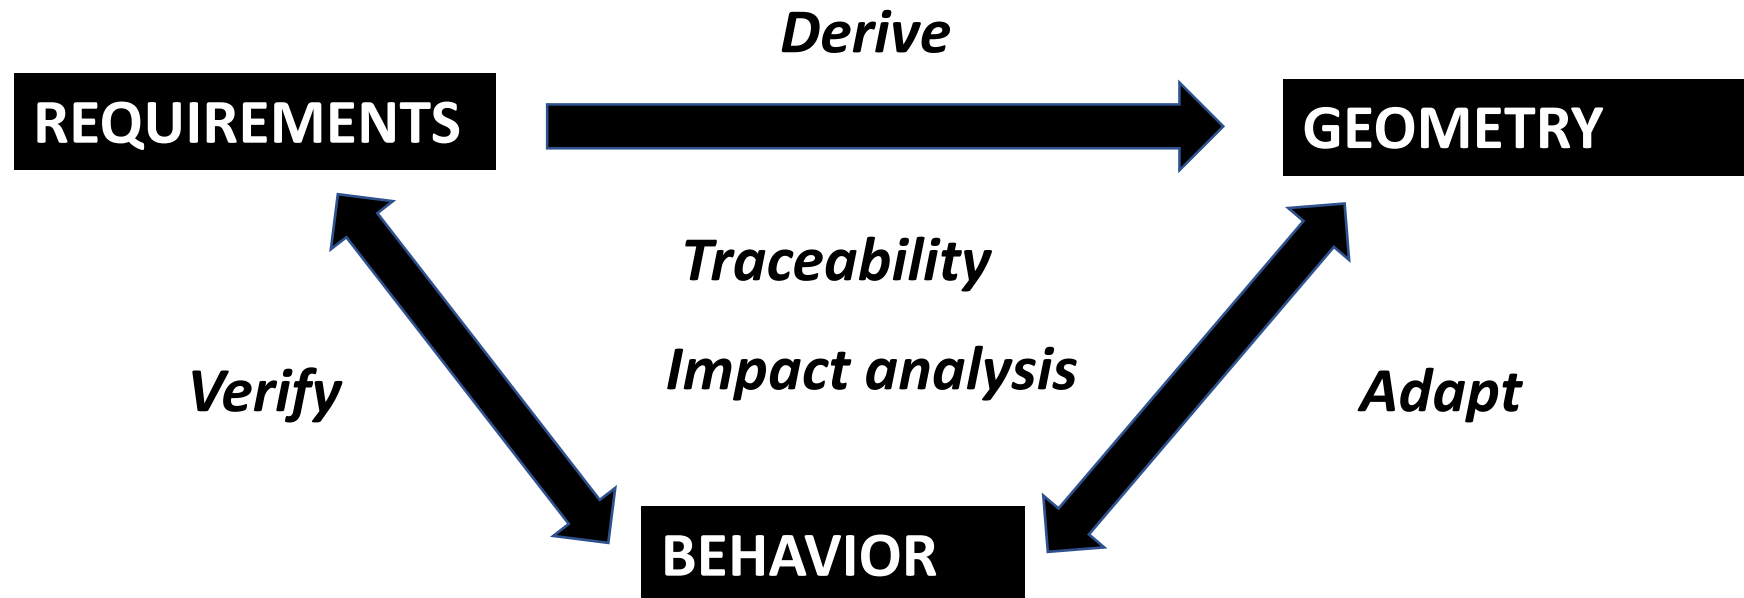 Derive
REQUIREMENTS
GEOMETRY
Traceability
Impact analysis
Verify
Adapt
BEHAVIOR